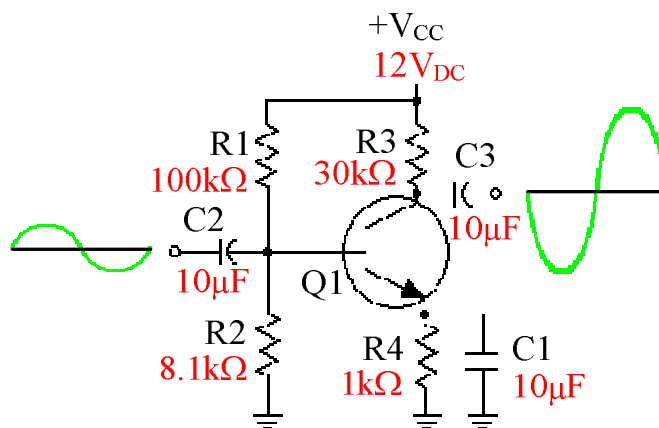 +VCC
12VDC
R1
100kΩ
R3
30kΩ
C3
10µF
C2
10µF
Q1
R2
8.1kΩ
R4
1kΩ
C1
10µF